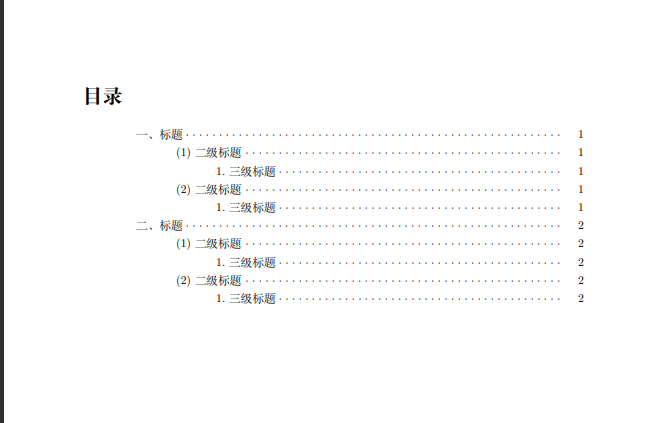 目录
一、标题 1
(1) 二级标题 1
1. 三级标题 1
(2) 二级标题 1
1. 三级标题 1
二、标题 2
(1) 二级标题 2
1. 三级标题 2
(2) 二级标题 2
1. 三级标题 2